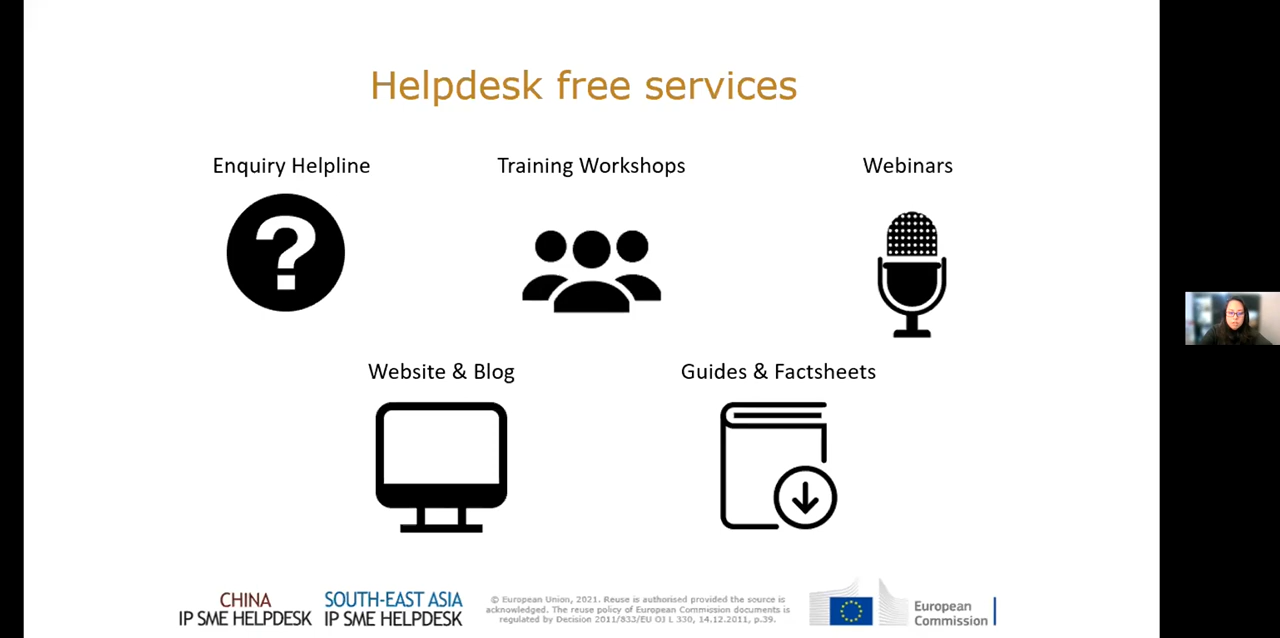 Helpdesk free services
Enquiry Helpline
Training Workshops
Webinars
?
Website & Blog
Guides & Factsheets
CHINA
IP SME HELPDESK
SOUTH-EAST ASIA
IP SME HELPDESK
© European Union, 2021. Reuse is authorised provided the source is
acknowledged. The reuse policy of European Commission documents is
regulated by Decision 2011/833/EU OJ L 330, 14.12.2011, p.39.
European
Commission